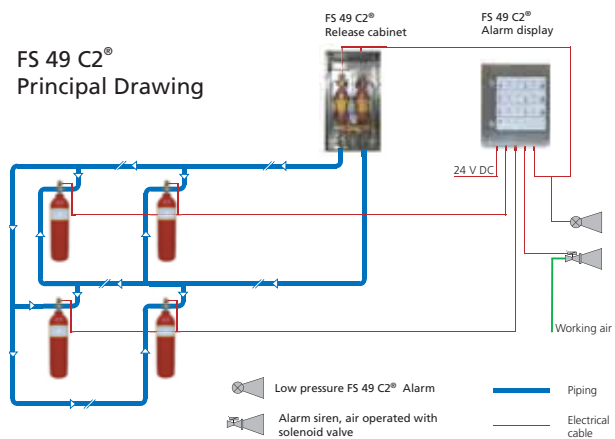 FS 49 C2®
Release cabinet
FS 49 C2®
Alarm display
FS 49 C2®
Principal Drawing
24 V DC
Working air
Low pressure FS 49 C2® Alarm
Piping
Alarm siren, air operated with
solenoid valve
Electrical
cable